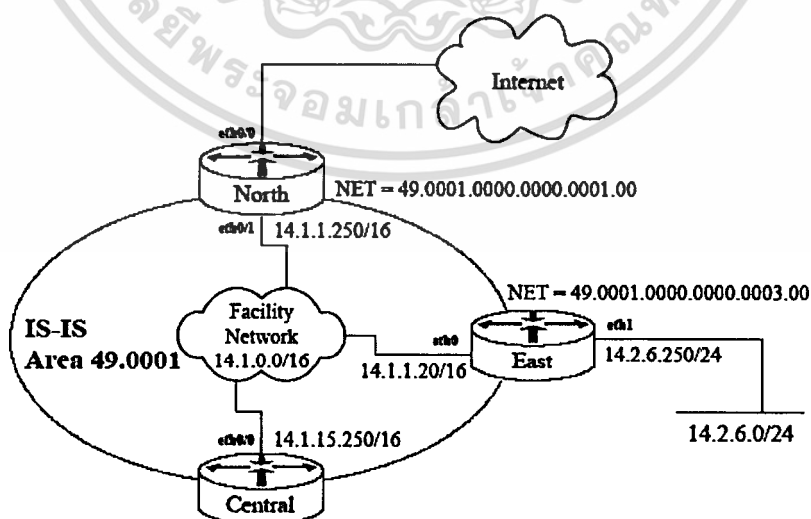 Internet
eth0/0
North
NET = 49.0001.0000.0000.0001.00
eth0/1
14.1.1.250/16
NET = 49.0001.0000.0000.0003.00
Facility
Network
14.1.0.0/16
IS-IS
Area 49.0001
eth0
eth1
East
14.1.1.20/16
14.2.6.250/24
14.2.6.0/24
eth0/0
14.1.15.250/16
Central